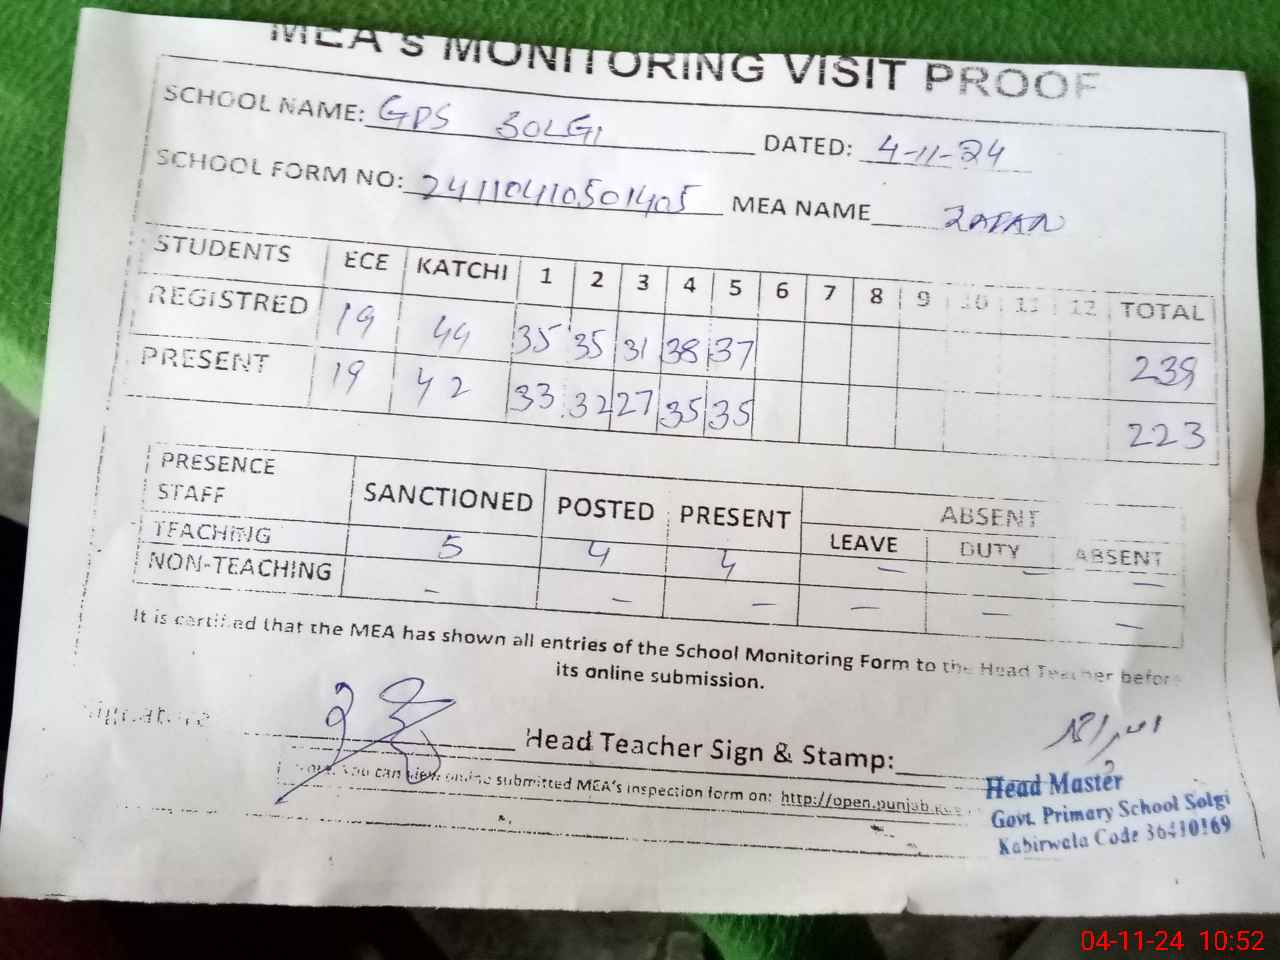 MEA's MONITORING VISIT PROOF
SCHOOL NAME: GPS SOLGI DATED: 4-11-24
SCHOOL FORM NO: 24110410501405 MEA NAME ZAFAR
STUDENTS ECE KATCHI 1 2 3 4 5 6 7 8 9 10 11 12 TOTAL
REGISTRED 19 44 35 35 31 38 37 239
PRESENT 19 42 33 32 27 35 35 223
PRESENCE STAFF SANCTIONED POSTED PRESENT ABSENT
LEAVE DUTY ABSENT
TEACHING 5 4 4 – – –
NON-TEACHING – – – – – –
It is certified that the MEA has shown all entries of the School Monitoring Form to the Head Teacher before
its online submission.
Signature Head Teacher Sign & Stamp:
you can view online submitted MEA's inspection form on: http://open.punjab
Head Master
Govt. Primary School Solgi
Kabirwala Code 36410169
04-11-24 10:52